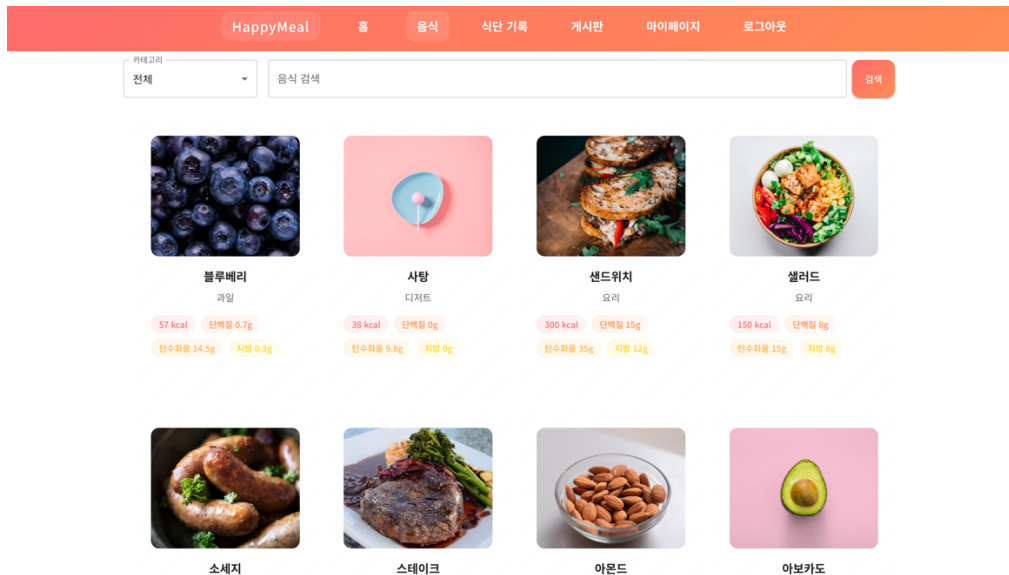 HappyMeal 홈 음식 식단 기록 게시판 마이페이지 로그아웃
카테고리
전체
음식 검색
검색
블루베리
과일
57 kcal 단백질 0.7g
탄수화물 14.5g 지방 0.3g
사탕
디저트
38 kcal 단백질 0g
탄수화물 9.8g 지방 0g
샌드위치
요리
300 kcal 단백질 15g
탄수화물 35g 지방 12g
샐러드
요리
150 kcal 단백질 8g
탄수화물 15g 지방 8g
소세지
스테이크
아몬드
아보카도